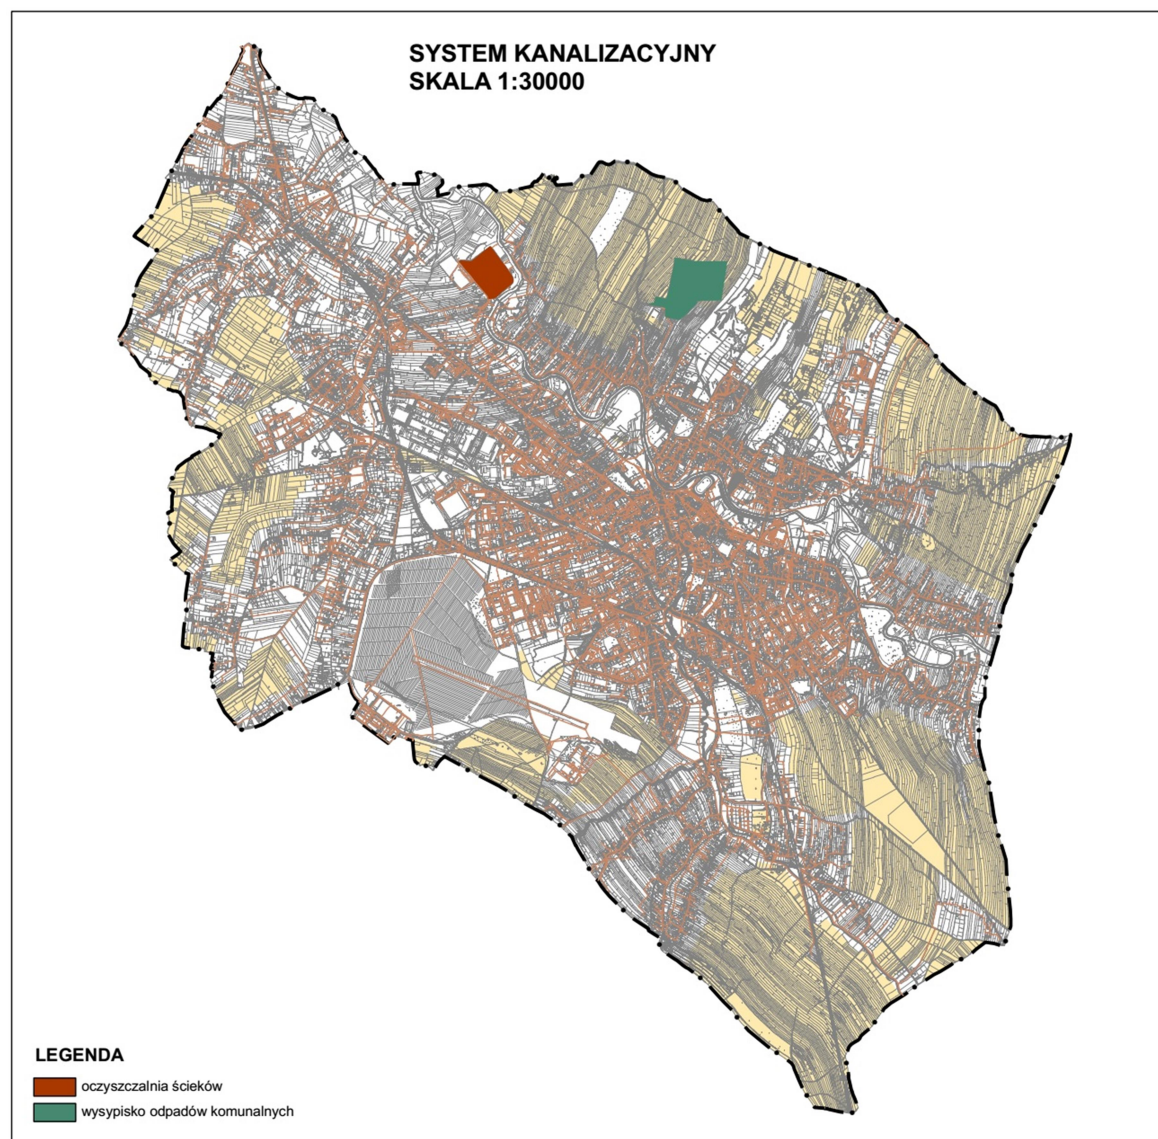 SYSTEM KANALIZACYJNY
SKALA 1:30000
LEGENDA
oczyszczalnia ścieków
wysypisko odpadów komunalnych